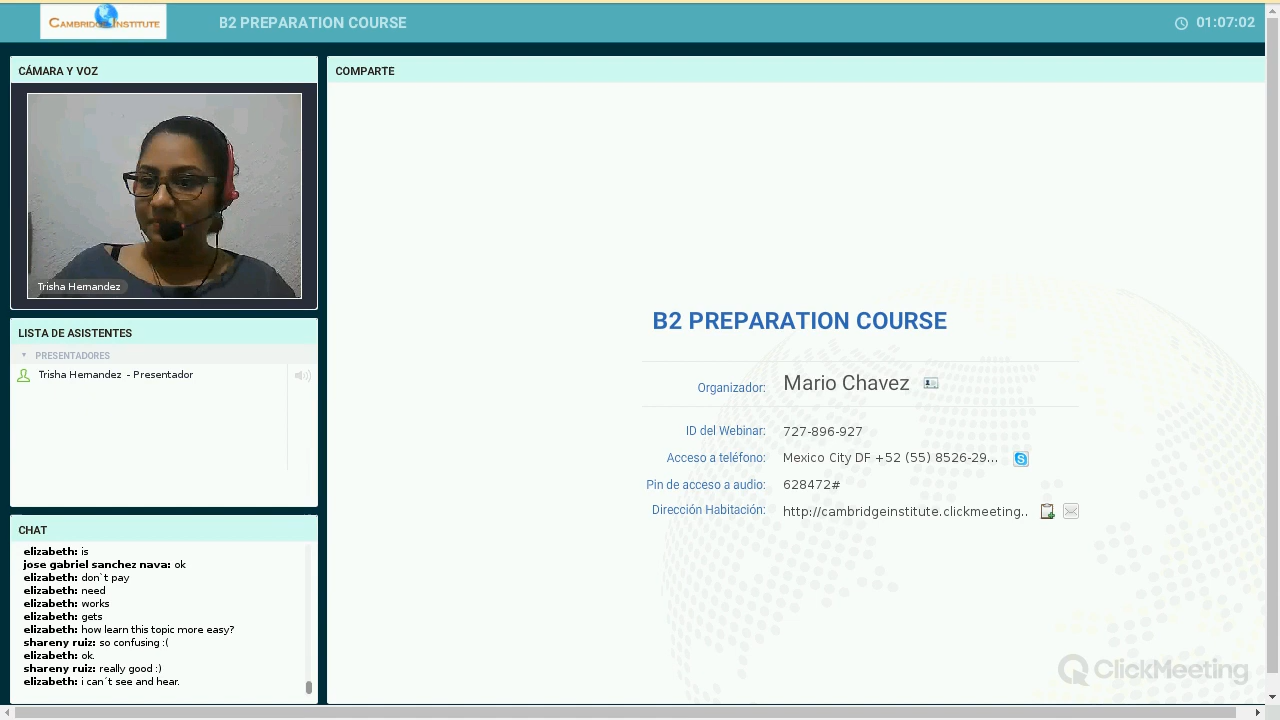 CAMBRIDGE INSTITUTE
B2 PREPARATION COURSE
01:07:02
CÁMARA Y VOZ
Trisha Hernandez
LISTA DE ASISTENTES
PRESENTADORES
Trisha Hernandez - Presentador
CHAT
elizabeth: is
jose gabriel sanchez nava: ok
elizabeth: don`t pay
elizabeth: need
elizabeth: works
elizabeth: gets
elizabeth: how learn this topic more easy?
shareny ruiz: so confusing :(
elizabeth: ok.
shareny ruiz: really good :)
elizabeth: i can´t see and hear.
COMPARTE
B2 PREPARATION COURSE
Organizador: Mario Chavez
ID del Webinar: 727-896-927
Acceso a teléfono: Mexico City DF +52 (55) 8526-29...
Pin de acceso a audio: 628472#
Dirección Habitación: http://cambridgeinstitute.clickmeeting..
ClickMeeting